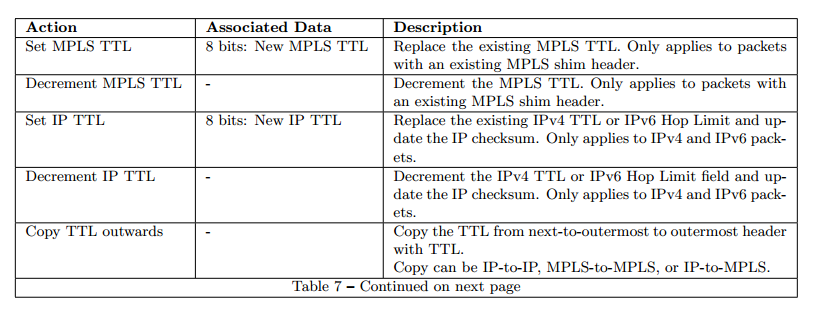 Action Associated Data Description
Set MPLS TTL 8 bits: New MPLS TTL Replace the existing MPLS TTL. Only applies to packets
with an existing MPLS shim header.
Decrement MPLS TTL - Decrement the MPLS TTL. Only applies to packets with
an existing MPLS shim header.
Set IP TTL 8 bits: New IP TTL Replace the existing IPv4 TTL or IPv6 Hop Limit and up-
date the IP checksum. Only applies to IPv4 and IPv6 pack-
ets.
Decrement IP TTL - Decrement the IPv4 TTL or IPv6 Hop Limit field and up-
date the IP checksum. Only applies to IPv4 and IPv6 pack-
ets.
Copy TTL outwards - Copy the TTL from next-to-outermost to outermost header
with TTL.
Copy can be IP-to-IP, MPLS-to-MPLS, or IP-to-MPLS.
Table 7 – Continued on next page